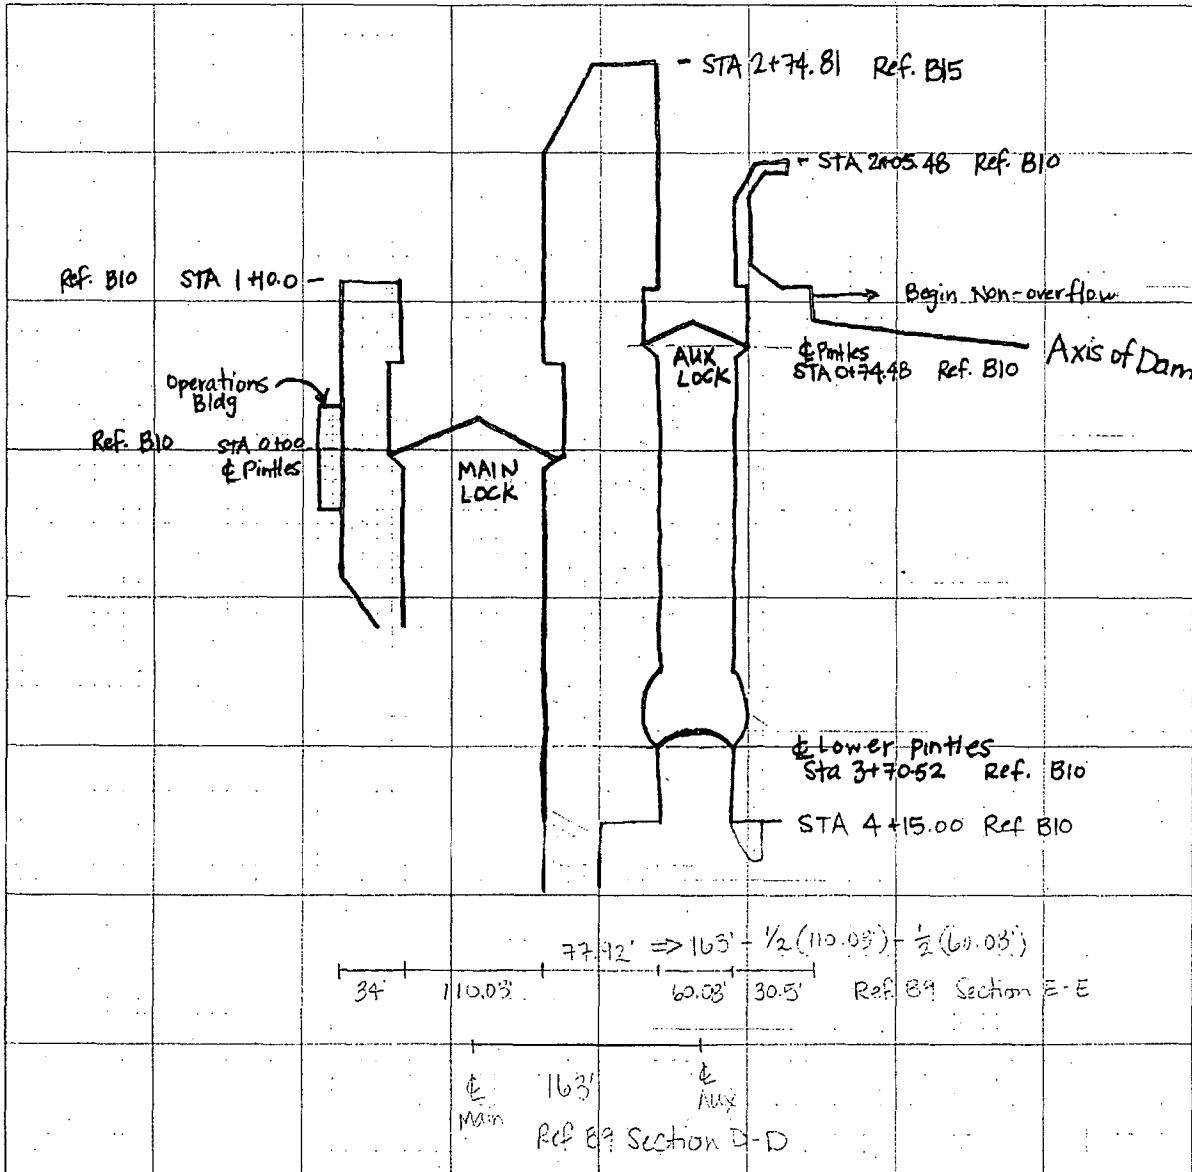 STA 2+74.81 Ref. B15
STA 2+05.48 Ref. B10
Ref. B10 STA 1+10.0
Begin Non-overflow
Axis of Dam
AUX
LOCK
℄ Pintles
STA 0+74.48 Ref. B10
Operations
Bldg
Ref. B10 STA 0+00
℄ Pintles
MAIN
LOCK
℄ Lower pintles
Sta 3+70.52 Ref. B10
STA 4+15.00 Ref B10
77.92' ⇒ 163' - 1/2 (110.03') - 1/2 (60.03')
34' 110.03' 60.03' 30.5' Ref B9 Section E-E
℄ 163' ℄
Main Aux
Ref B9 Section D-D